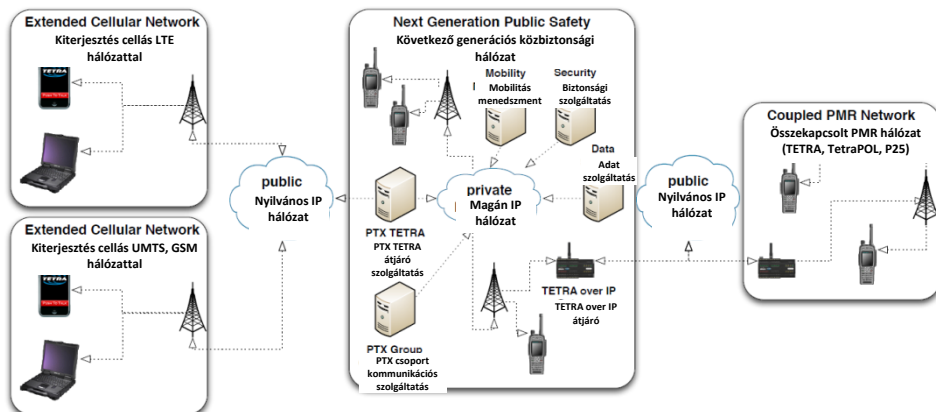 Extended Cellular Network
Kiterjesztés cellás LTE
hálózattal
TETRA
public
Nyilvános IP
hálózat
Extended Cellular Network
Kiterjesztés cellás UMTS, GSM
hálózattal
TETRA
Next Generation Public Safety
Következő generációs közbiztonsági
hálózat
Mobility
Mobilitás
menedszment
Security
Biztonsági
szolgáltatás
Data
Adat
szolgáltatás
private
Magán IP
hálózat
PTX TETRA
PTX TETRA
átjáró
szolgáltatás
PTX Group
PTX csoport
kommunikációs
szolgáltatás
TETRA over IP
TETRA over IP
átjáró
public
Nyilvános IP
hálózat
Coupled PMR Network
Összekapcsolt PMR hálózat
(TETRA, TetraPOL, P25)